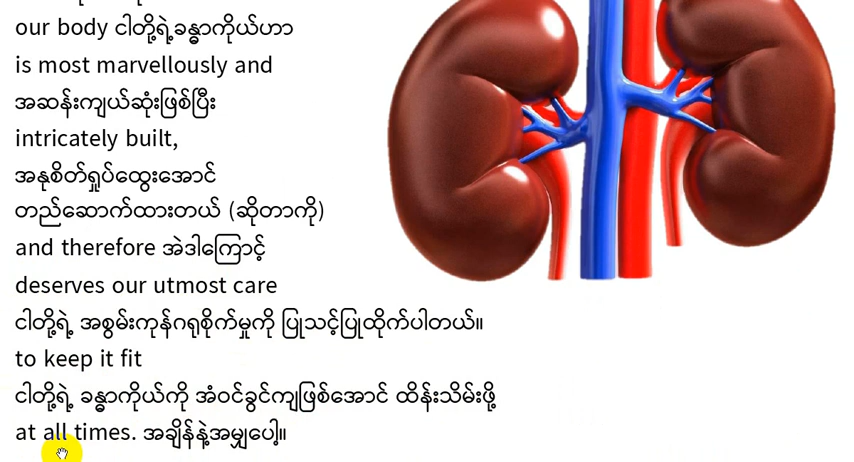 our body ငါတို့ရဲ့ခန္ဓာကိုယ်ဟာ
is most marvellously and
အဆန်းကျယ်ဆုံးဖြစ်ပြီး
intricately built,
အနုစိတ်ရှုပ်ထွေးအောင်
တည်ဆောက်ထားတယ် (ဆိုတာကို)
and therefore အဲဒါကြောင့်
deserves our utmost care
ငါတို့ရဲ့ အစွမ်းကုန်ဂရုစိုက်မှုကို ပြုသင့်ပြုထိုက်ပါတယ်။
to keep it fit
ငါတို့ရဲ့ ခန္ဓာကိုယ်ကို အံဝင်ခွင်ကျဖြစ်အောင် ထိန်းသိမ်းဖို့
at all times. အချိန်နဲ့အမျှပေါ့။